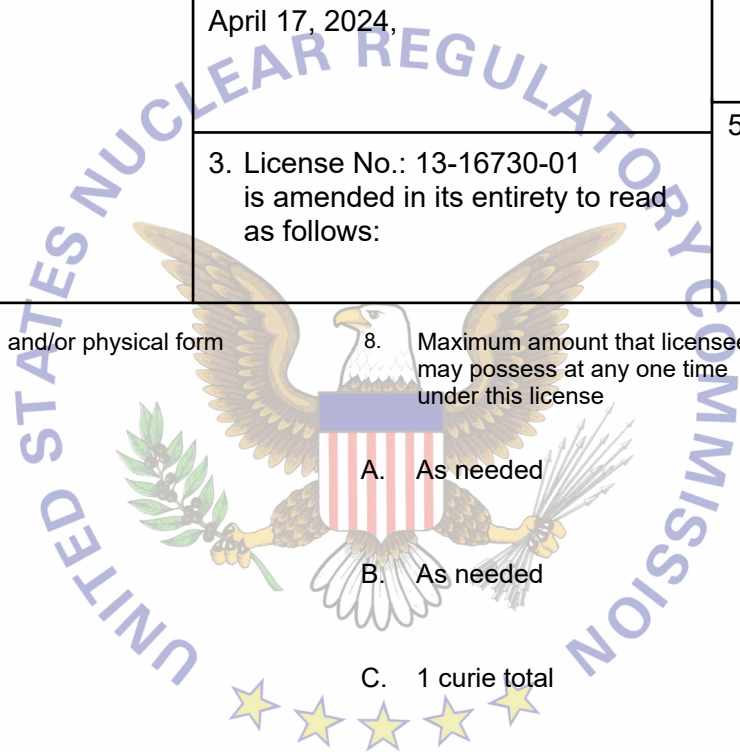 April 17, 2024,
5
3. License No.: 13-16730-01
is amended in its entirety to read
as follows:
and/or physical form
8. Maximum amount that licensee
may possess at any one time
under this license
A. As needed
B. As needed
C. 1 curie total
UNITED STATES NUCLEAR REGULATORY COMMISSION